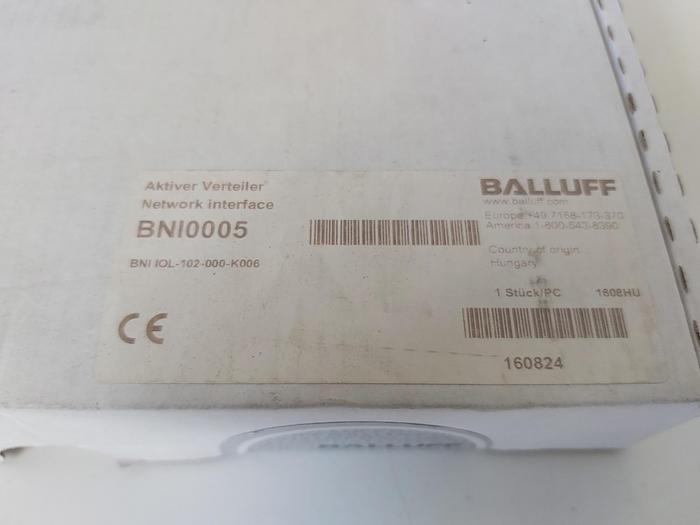 Aktiver Verteiler
Network interface
BNI0005
BNI IOL-102-000-K006
BALLUFF
www.balluff.com
Europe +49 7158-173-370
America 1-800-543-8390
Country of origin
Hungary
1 Stück/PC 1608HU
160824
CE
BALLUFF